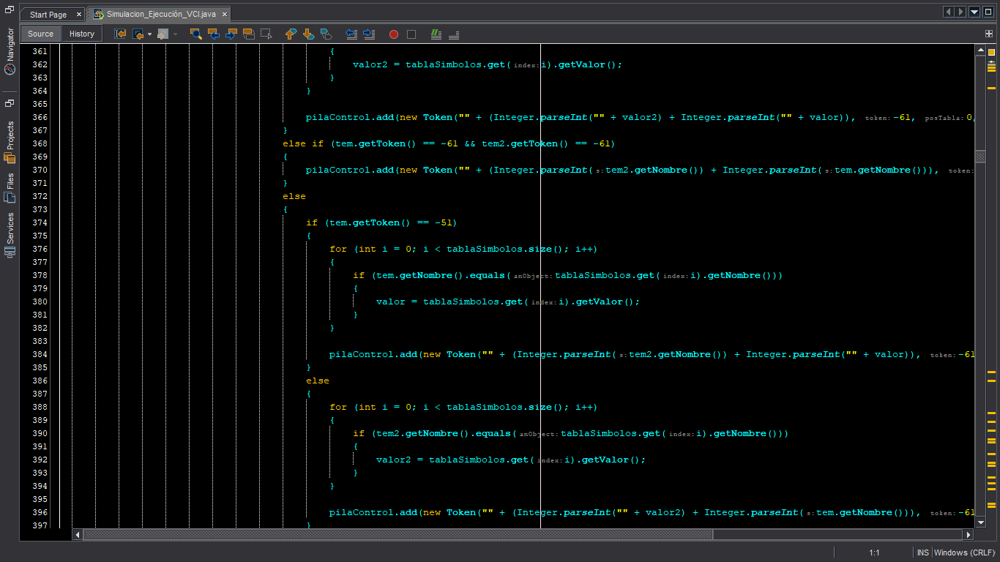 Start Page
Simulacion_Ejecución_VCI.java
Source
History
Navigator
Projects
Files
Services
361 {
362 valor2 = tablaSimbolos.get(index:i).getValor();
363 }
364 }
365
366 pilaControl.add(new Token("" + (Integer.parseInt("" + valor2) + Integer.parseInt("" + valor)), token:-61, posTabla:0,
367 }
368 else if (tem.getToken() == -61 && tem2.getToken() == -61)
369 {
370 pilaControl.add(new Token("" + (Integer.parseInt(s:tem2.getNombre()) + Integer.parseInt(s:tem.getNombre())), token:
371 }
372 else
373 {
374 if (tem.getToken() == -51)
375 {
376 for (int i = 0; i < tablaSimbolos.size(); i++)
377 {
378 if (tem.getNombre().equals(anObject:tablaSimbolos.get(index:i).getNombre()))
379 {
380 valor = tablaSimbolos.get(index:i).getValor();
381 }
382 }
383
384 pilaControl.add(new Token("" + (Integer.parseInt(s:tem2.getNombre()) + Integer.parseInt("" + valor)), token:-61
385 }
386 else
387 {
388 for (int i = 0; i < tablaSimbolos.size(); i++)
389 {
390 if (tem2.getNombre().equals(anObject:tablaSimbolos.get(index:i).getNombre()))
391 {
392 valor2 = tablaSimbolos.get(index:i).getValor();
393 }
394 }
395
396 pilaControl.add(new Token("" + (Integer.parseInt("" + valor2) + Integer.parseInt(s:tem.getNombre())), token:-61
397 }
1:1
INS
Windows (CRLF)